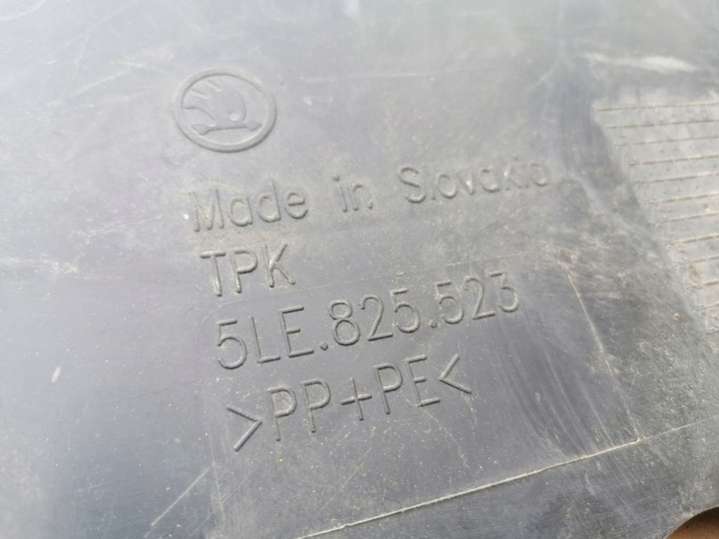 Made in Slovakia
TPK
5LE.825.523
>PP+PE<